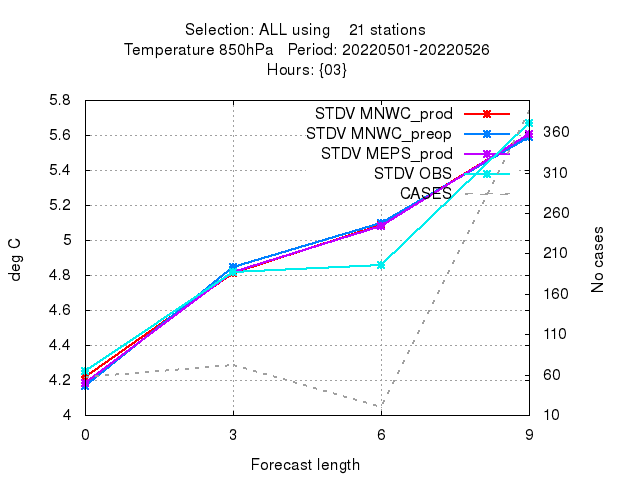 Selection: ALL using 21 stations
Temperature 850hPa Period: 20220501-20220526
Hours: {03}
5.8
5.6
5.4
5.2
5
4.8
4.6
4.4
4.2
4
deg C
STDV MNWC_prod
STDV MNWC_preop
STDV MEPS_prod
STDV OBS
CASES
360
310
260
210
160
110
60
10
No cases
0 3 6 9
Forecast length